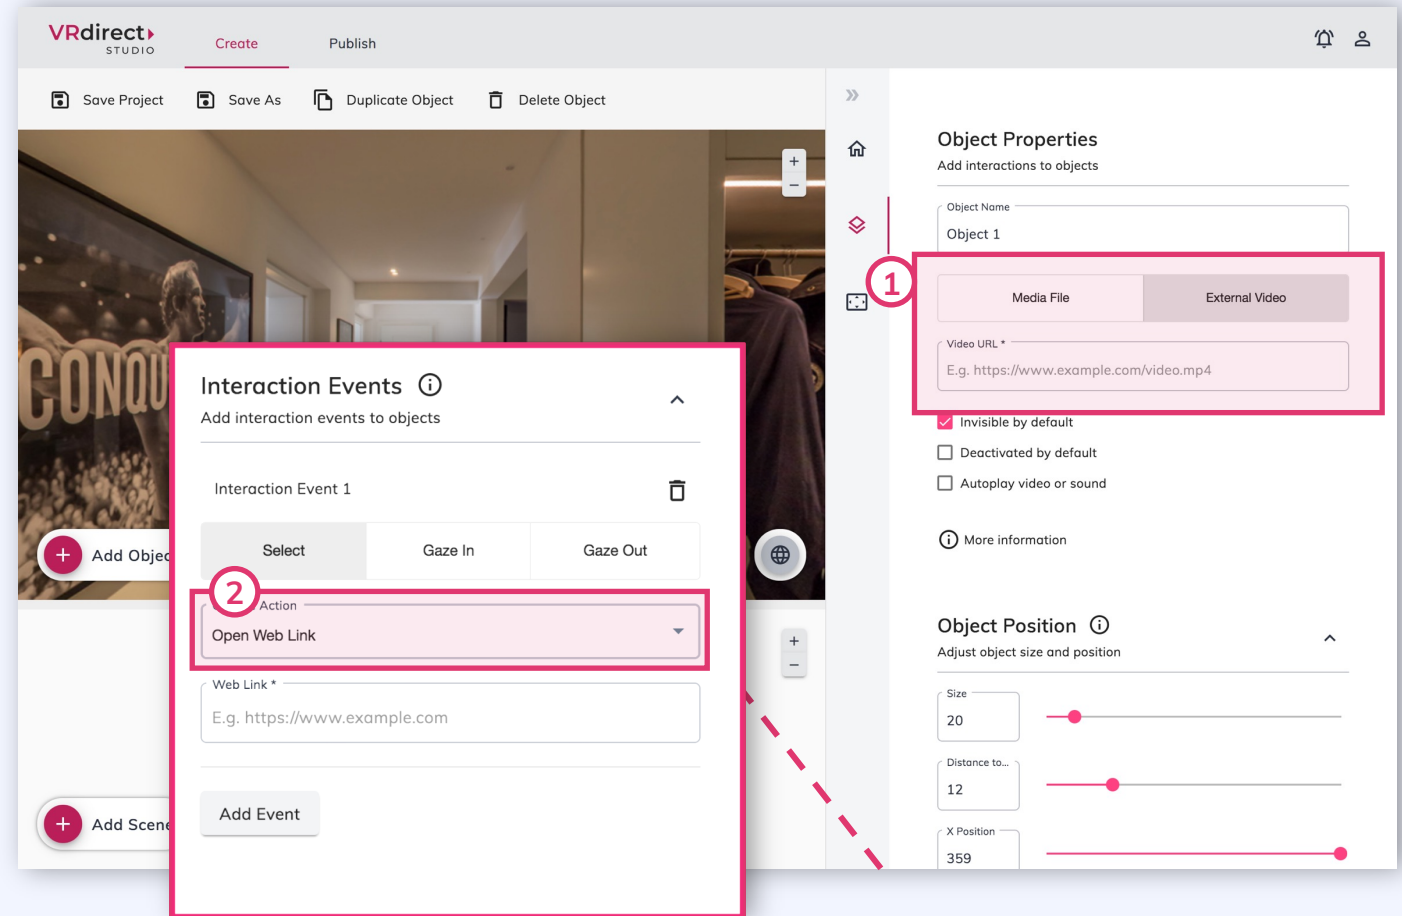 VRdirect
STUDIO
Create
Publish
Save Project
Save As
Duplicate Object
Delete Object
+
−
CONQU
Add Objec
+
−
Add Scene
Interaction Events
Add interaction events to objects
Interaction Event 1
Select
Gaze In
Gaze Out
2
Action
Open Web Link
Web Link *
E.g. https://www.example.com
Add Event
Object Properties
Add interactions to objects
Object Name
Object 1
1
Media File
External Video
Video URL *
E.g. https://www.example.com/video.mp4
Invisible by default
Deactivated by default
Autoplay video or sound
More information
Object Position
Adjust object size and position
Size
20
Distance to...
12
X Position
359